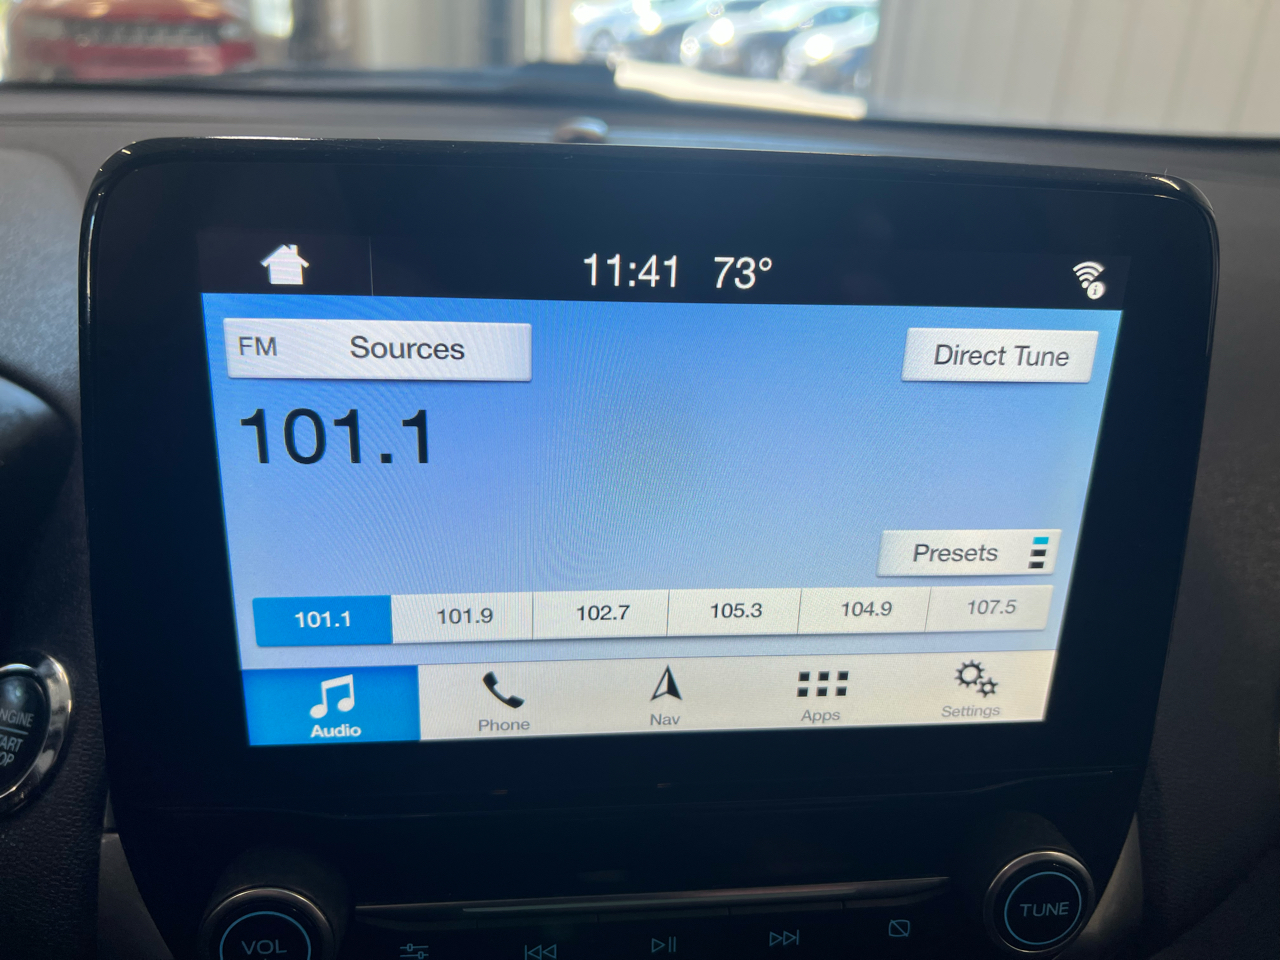 11:41 73°
FM Sources
Direct Tune
101.1
Presets
101.1 101.9 102.7 105.3 104.9 107.5
Audio Phone Nav Apps Settings
VOL
TUNE